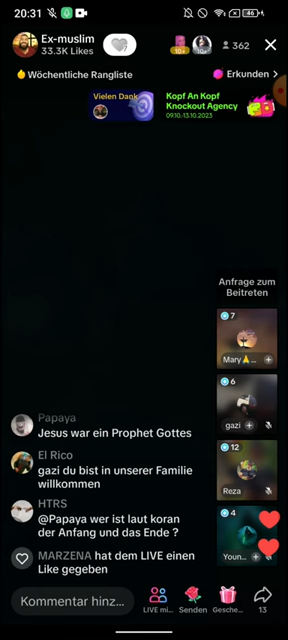 20:31
46
Ex-muslim
33.3K Likes
10+
10+
362
Wöchentliche Rangliste
Erkunden >
Vielen Dank
Kopf An Kopf
Knockout Agency
09.10-13.10.2023
Anfrage zum
Beitreten
7
Mary🙏...
6
gazi
12
Reza
4
Youn...
Papaya
Jesus war ein Prophet Gottes
El Rico
gazi du bist in unserer Familie
willkommen
HTRS
@Papaya wer ist laut koran
der Anfang und das Ende ?
MARZENA hat dem LIVE einen
Like gegeben
Kommentar hinz...
LIVE mi...
Senden
Gesche...
13